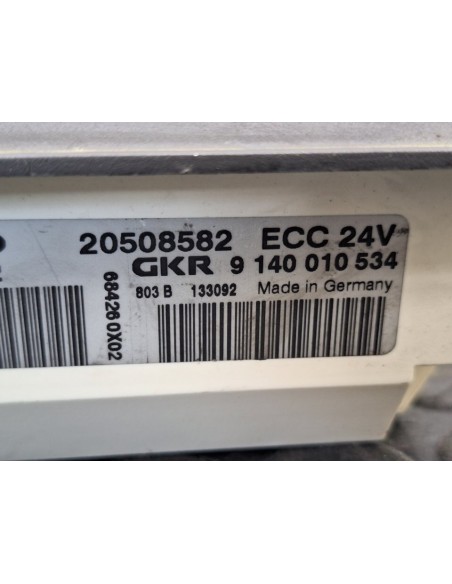 20508582 ECC 24V
GKR 9 140 010 534
803 B 133092 Made in Germany
684260X02